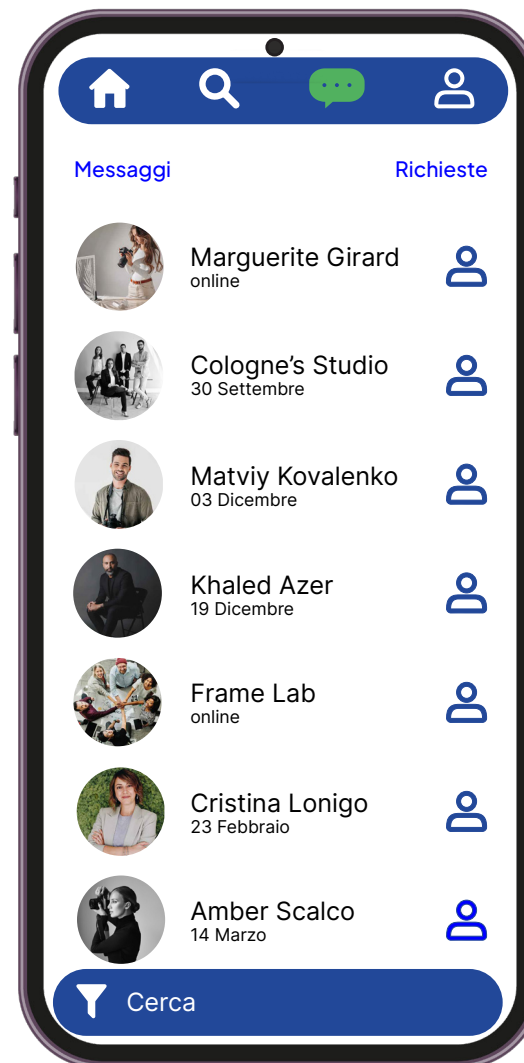 Messaggi
Richieste
Marguerite Girard
online
Cologne’s Studio
30 Settembre
Matviy Kovalenko
03 Dicembre
Khaled Azer
19 Dicembre
Frame Lab
online
Cristina Lonigo
23 Febbraio
Amber Scalco
14 Marzo
Cerca